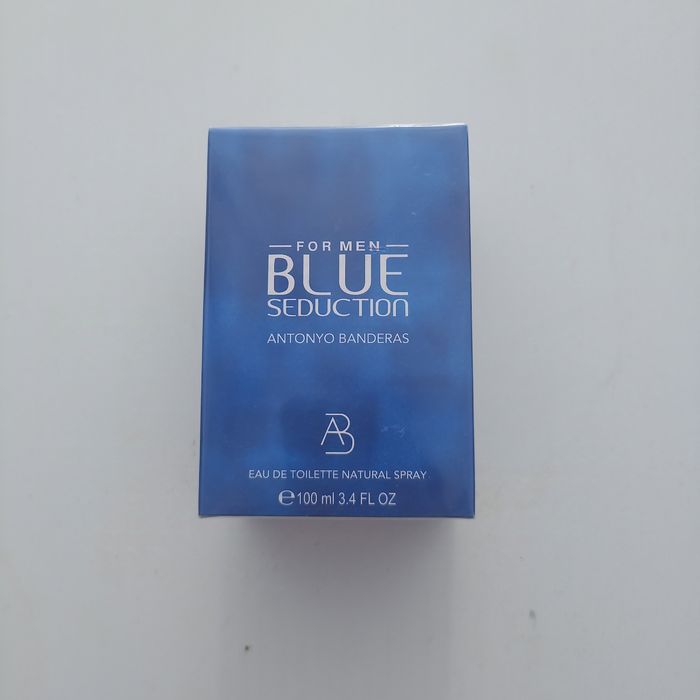 FOR MEN
BLUE
SEDUCTION
ANTONYO BANDERAS
AB
EAU DE TOILETTE NATURAL SPRAY
℮100 ml 3.4 FL OZ